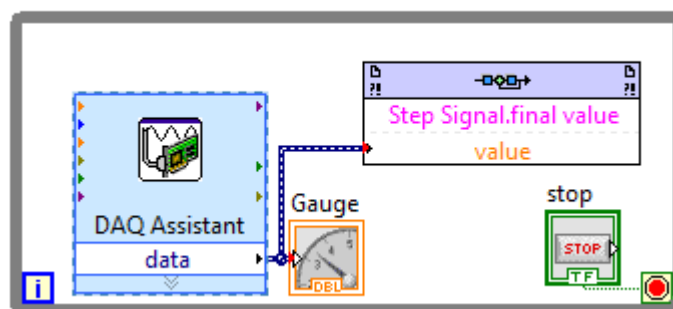 Step Signal.final value
value
DAQ Assistant
data
Gauge
DBL
stop
STOP
TF
i